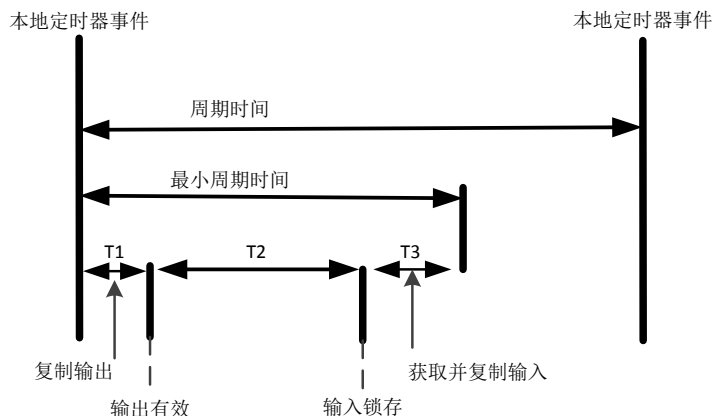 本地定时器事件
本地定时器事件
周期时间
最小周期时间
T1
T2
T3
复制输出
获取并复制输入
输出有效
输入锁存